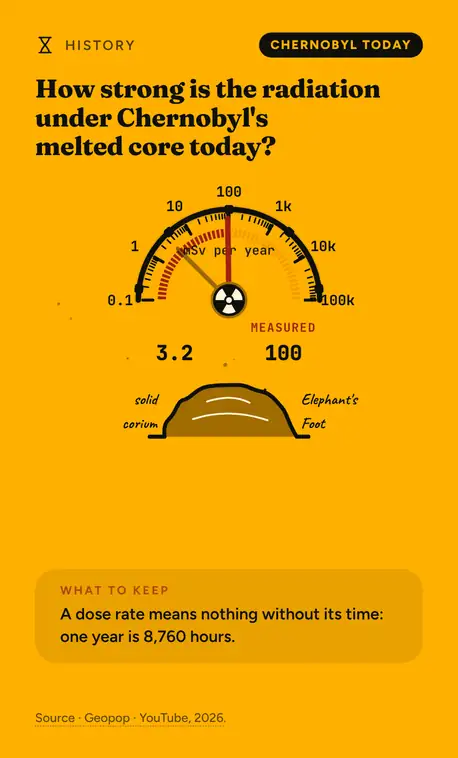 HISTORY
CHERNOBYL TODAY
How strong is the radiation
under Chernobyl's
melted core today?
100
10
1k
1
10k
mSv per year
0.1
100k
MEASURED
3.2
100
solid
corium
Elephant's
Foot
WHAT TO KEEP
A dose rate means nothing without its time:
one year is 8,760 hours.
Source · Geopop · YouTube, 2026.